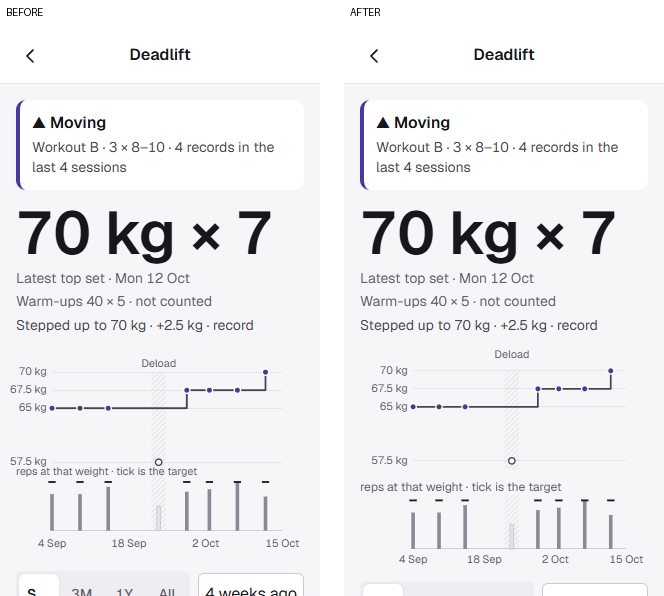 BEFORE
Deadlift
▲ Moving
Workout B · 3 × 8–10 · 4 records in the
last 4 sessions
70 kg × 7
Latest top set · Mon 12 Oct
Warm-ups 40 × 5 · not counted
Stepped up to 70 kg · +2.5 kg · record
Deload
70 kg
67.5 kg
65 kg
57.5 kg
reps at that weight · tick is the target
4 Sep 18 Sep 2 Oct 15 Oct
S… 3M 1Y All 4 weeks ago
AFTER
Deadlift
▲ Moving
Workout B · 3 × 8–10 · 4 records in the
last 4 sessions
70 kg × 7
Latest top set · Mon 12 Oct
Warm-ups 40 × 5 · not counted
Stepped up to 70 kg · +2.5 kg · record
Deload
70 kg
67.5 kg
65 kg
57.5 kg
reps at that weight · tick is the target
4 Sep 18 Sep 2 Oct 15 Oct